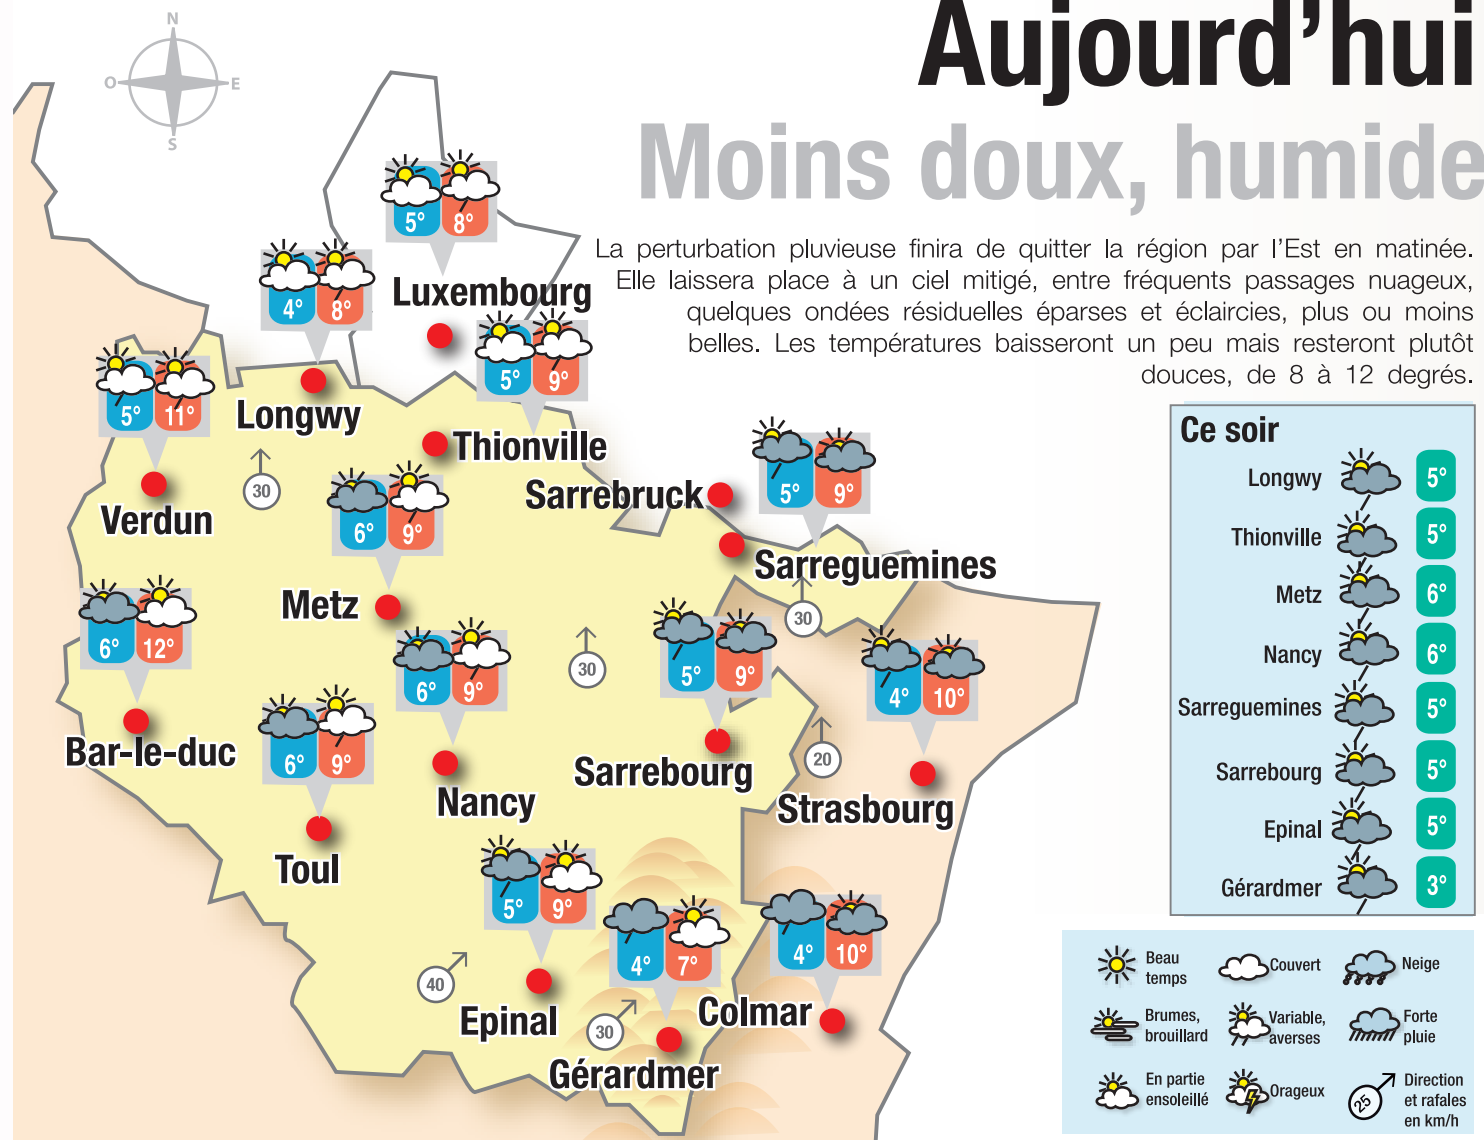 N
O
E
S
Aujourd'hui
Moins doux, humide
La perturbation pluvieuse finira de quitter la région par l'Est en matinée.
Elle laissera place à un ciel mitigé, entre fréquents passages nuageux,
quelques ondées résiduelles éparses et éclaircies, plus ou moins
belles. Les températures baisseront un peu mais resteront plutôt
douces, de 8 à 12 degrés.
5° 8°
Luxembourg
4° 8°
Longwy
5° 9°
Thionville
5° 11°
Verdun
30
5° 9°
Sarrebruck
Sarreguemines
30
6° 9°
Metz
6° 12°
Bar-le-duc
6° 9°
Nancy
30
5° 9°
Sarrebourg
4° 10°
Strasbourg
20
6° 9°
Toul
5° 9°
Epinal
40
4° 7°
Gérardmer
30
4° 10°
Colmar
Ce soir
Longwy 5°
Thionville 5°
Metz 6°
Nancy 6°
Sarreguemines 5°
Sarrebourg 5°
Epinal 5°
Gérardmer 3°
Beau
temps
Couvert
Neige
Brumes,
brouillard
Variable,
averses
Forte
pluie
En partie
ensoleillé
Orageux
25
Direction
et rafales
en km/h